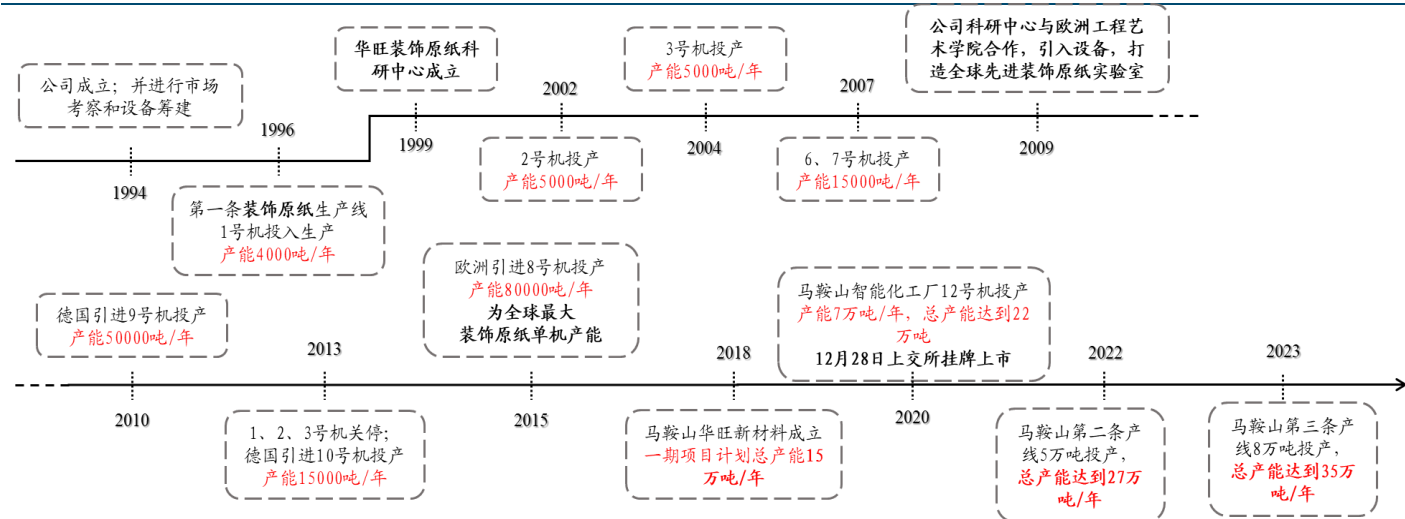 公司成立；并进行市场
考察和设备筹建
1994
1996
第一条装饰原纸生产线
1号机投入生产
产能4000吨/年
华旺装饰原纸科
研中心成立
1999
2002
2号机投产
产能5000吨/年
3号机投产
产能5000吨/年
2004
2007
6、7号机投产
产能15000吨/年
公司科研中心与欧洲工程艺
术学院合作，引入设备，打
造全球先进装饰原纸实验室
2009
德国引进9号机投产
产能50000吨/年
2010
2013
1、2、3号机关停；
德国引进10号机投产
产能15000吨/年
欧洲引进8号机投产
产能80000吨/年
为全球最大
装饰原纸单机产能
2015
2018
马鞍山华旺新材料成立
一期项目计划总产能15
万吨/年
马鞍山智能化工厂12号机投产
产能7万吨/年，总产能达到22
万吨
12月28日上交所挂牌上市
2020
2022
马鞍山第二条产
线5万吨投产，
总产能达到27万
吨/年
2023
马鞍山第三条产
线8万吨投产，
总产能达到35万
吨/年